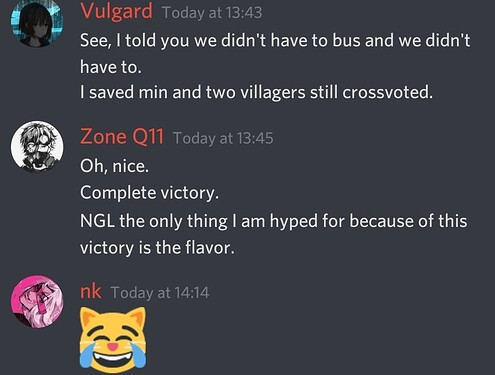 Vulgard Today at 13:43
See, I told you we didn't have to bus and we didn't
have to.
I saved min and two villagers still crossvoted.
Zone Q11 Today at 13:45
Oh, nice.
Complete victory.
NGL the only thing I am hyped for because of this
victory is the flavor.
nk Today at 14:14